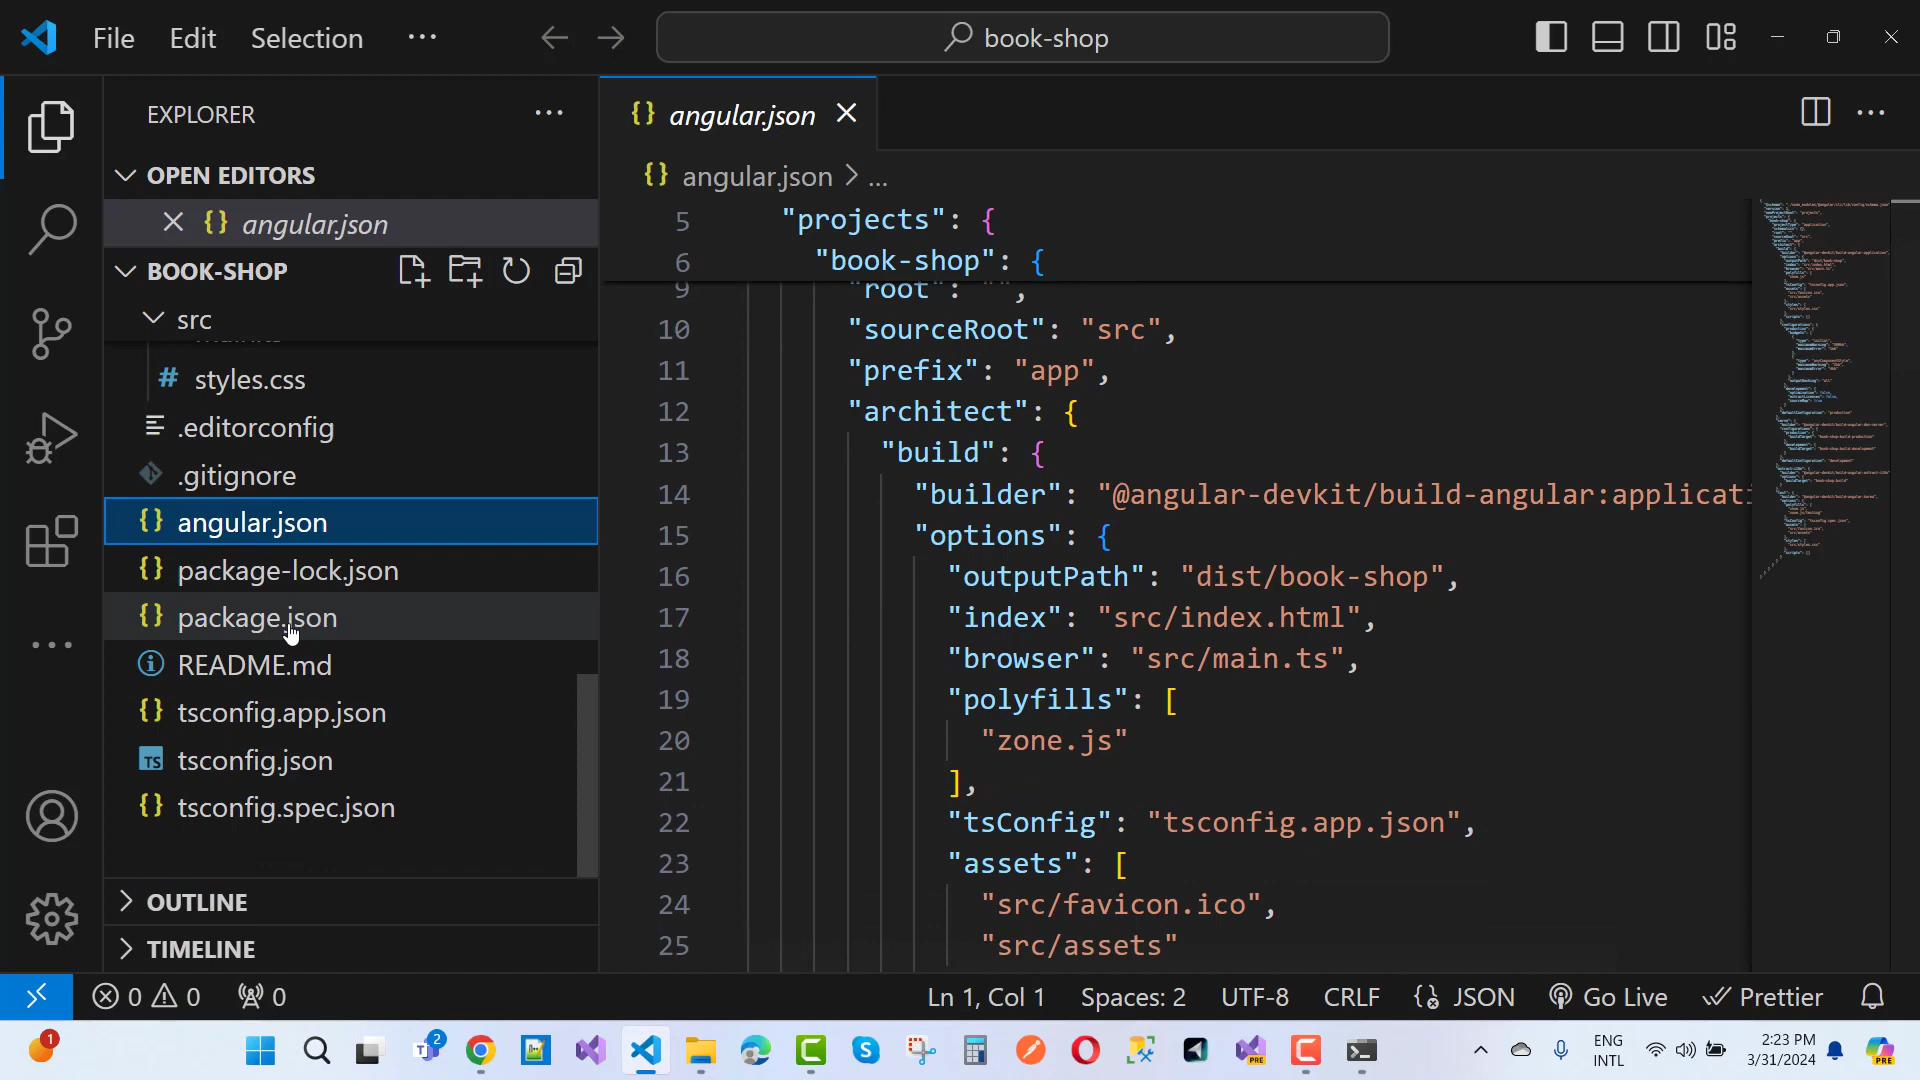 File Edit Selection ···
book-shop
EXPLORER
OPEN EDITORS
angular.json
BOOK-SHOP
src
styles.css
.editorconfig
.gitignore
angular.json
package-lock.json
package.json
README.md
tsconfig.app.json
tsconfig.json
tsconfig.spec.json
OUTLINE
TIMELINE
angular.json
angular.json > ...
5 "projects": {
6 "book-shop": {
9 "root": "",
10 "sourceRoot": "src",
11 "prefix": "app",
12 "architect": {
13 "build": {
14 "builder": "@angular-devkit/build-angular:applicati
15 "options": {
16 "outputPath": "dist/book-shop",
17 "index": "src/index.html",
18 "browser": "src/main.ts",
19 "polyfills": [
20 "zone.js"
21 ],
22 "tsConfig": "tsconfig.app.json",
23 "assets": [
24 "src/favicon.ico",
25 "src/assets"
0 0 0
Ln 1, Col 1 Spaces: 2 UTF-8 CRLF JSON Go Live Prettier
1
2
ENG
INTL
2:23 PM
3/31/2024